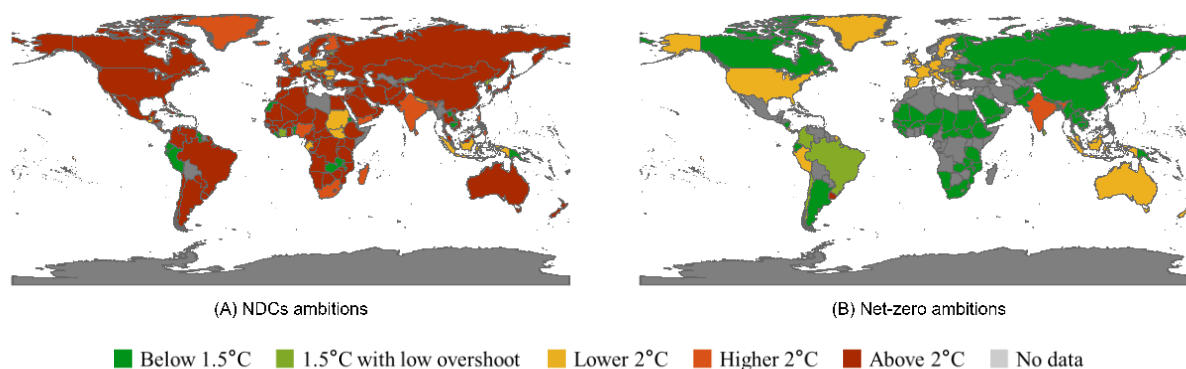 (A) NDCs ambitions
(B) Net-zero ambitions
Below 1.5°C
1.5°C with low overshoot
Lower 2°C
Higher 2°C
Above 2°C
No data